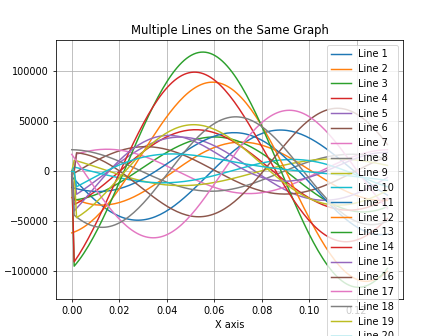 Multiple Lines on the Same Graph
100000
50000
0
−50000
−100000
0.00
0.02
0.04
0.06
0.08
0.10
X axis
Line 1
Line 2
Line 3
Line 4
Line 5
Line 6
Line 7
Line 8
Line 9
Line 10
Line 11
Line 12
Line 13
Line 14
Line 15
Line 16
Line 17
Line 18
Line 19
Line 20